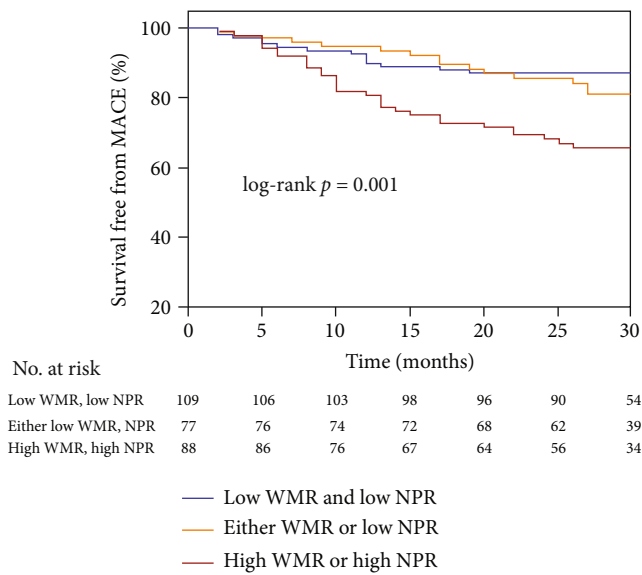 Survival free from MACE (%)
100
80
60
40
20
log-rank p = 0.001
0 5 10 15 20 25 30
Time (months)
No. at risk
Low WMR, low NPR 109 106 103 98 96 90 54
Either low WMR, NPR 77 76 74 72 68 62 39
High WMR, high NPR 88 86 76 67 64 56 34
Low WMR and low NPR
Either WMR or low NPR
High WMR or high NPR